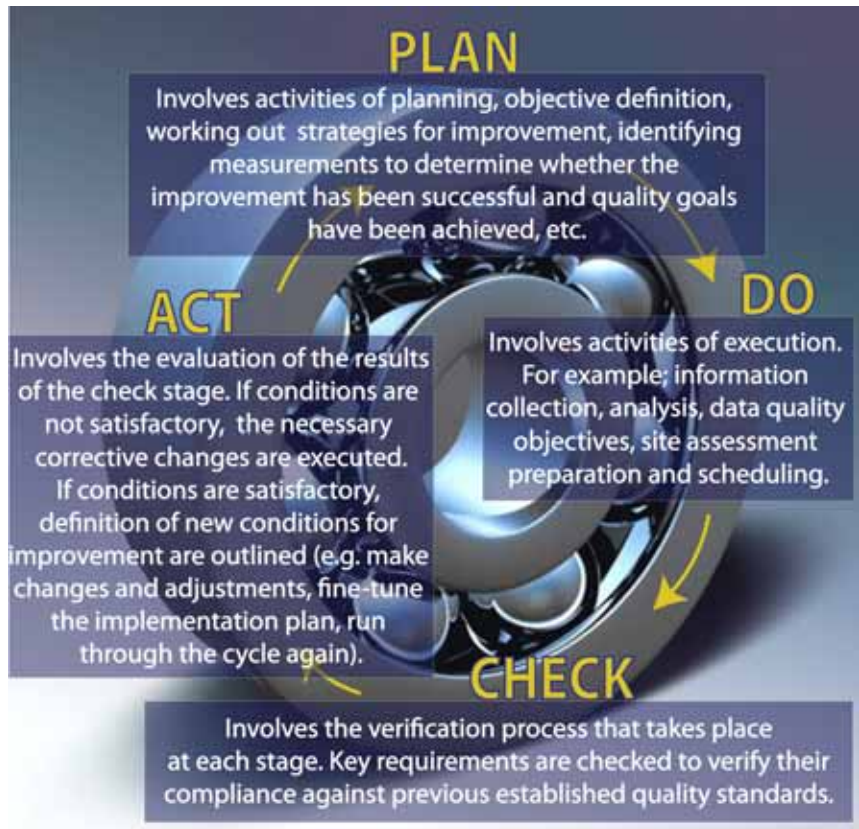 PLAN
Involves activities of planning, objective definition,
working out strategies for improvement, identifying
measurements to determine whether the
improvement has been successful and quality goals
have been achieved, etc.
DO
Involves activities of execution.
For example; information
collection, analysis, data quality
objectives, site assessment
preparation and scheduling.
CHECK
Involves the verification process that takes place
at each stage. Key requirements are checked to verify their
compliance against previous established quality standards.
ACT
Involves the evaluation of the results
of the check stage. If conditions are
not satisfactory, the necessary
corrective changes are executed.
If conditions are satisfactory,
definition of new conditions for
improvement are outlined (e.g. make
changes and adjustments, fine-tune
the implementation plan, run
through the cycle again).